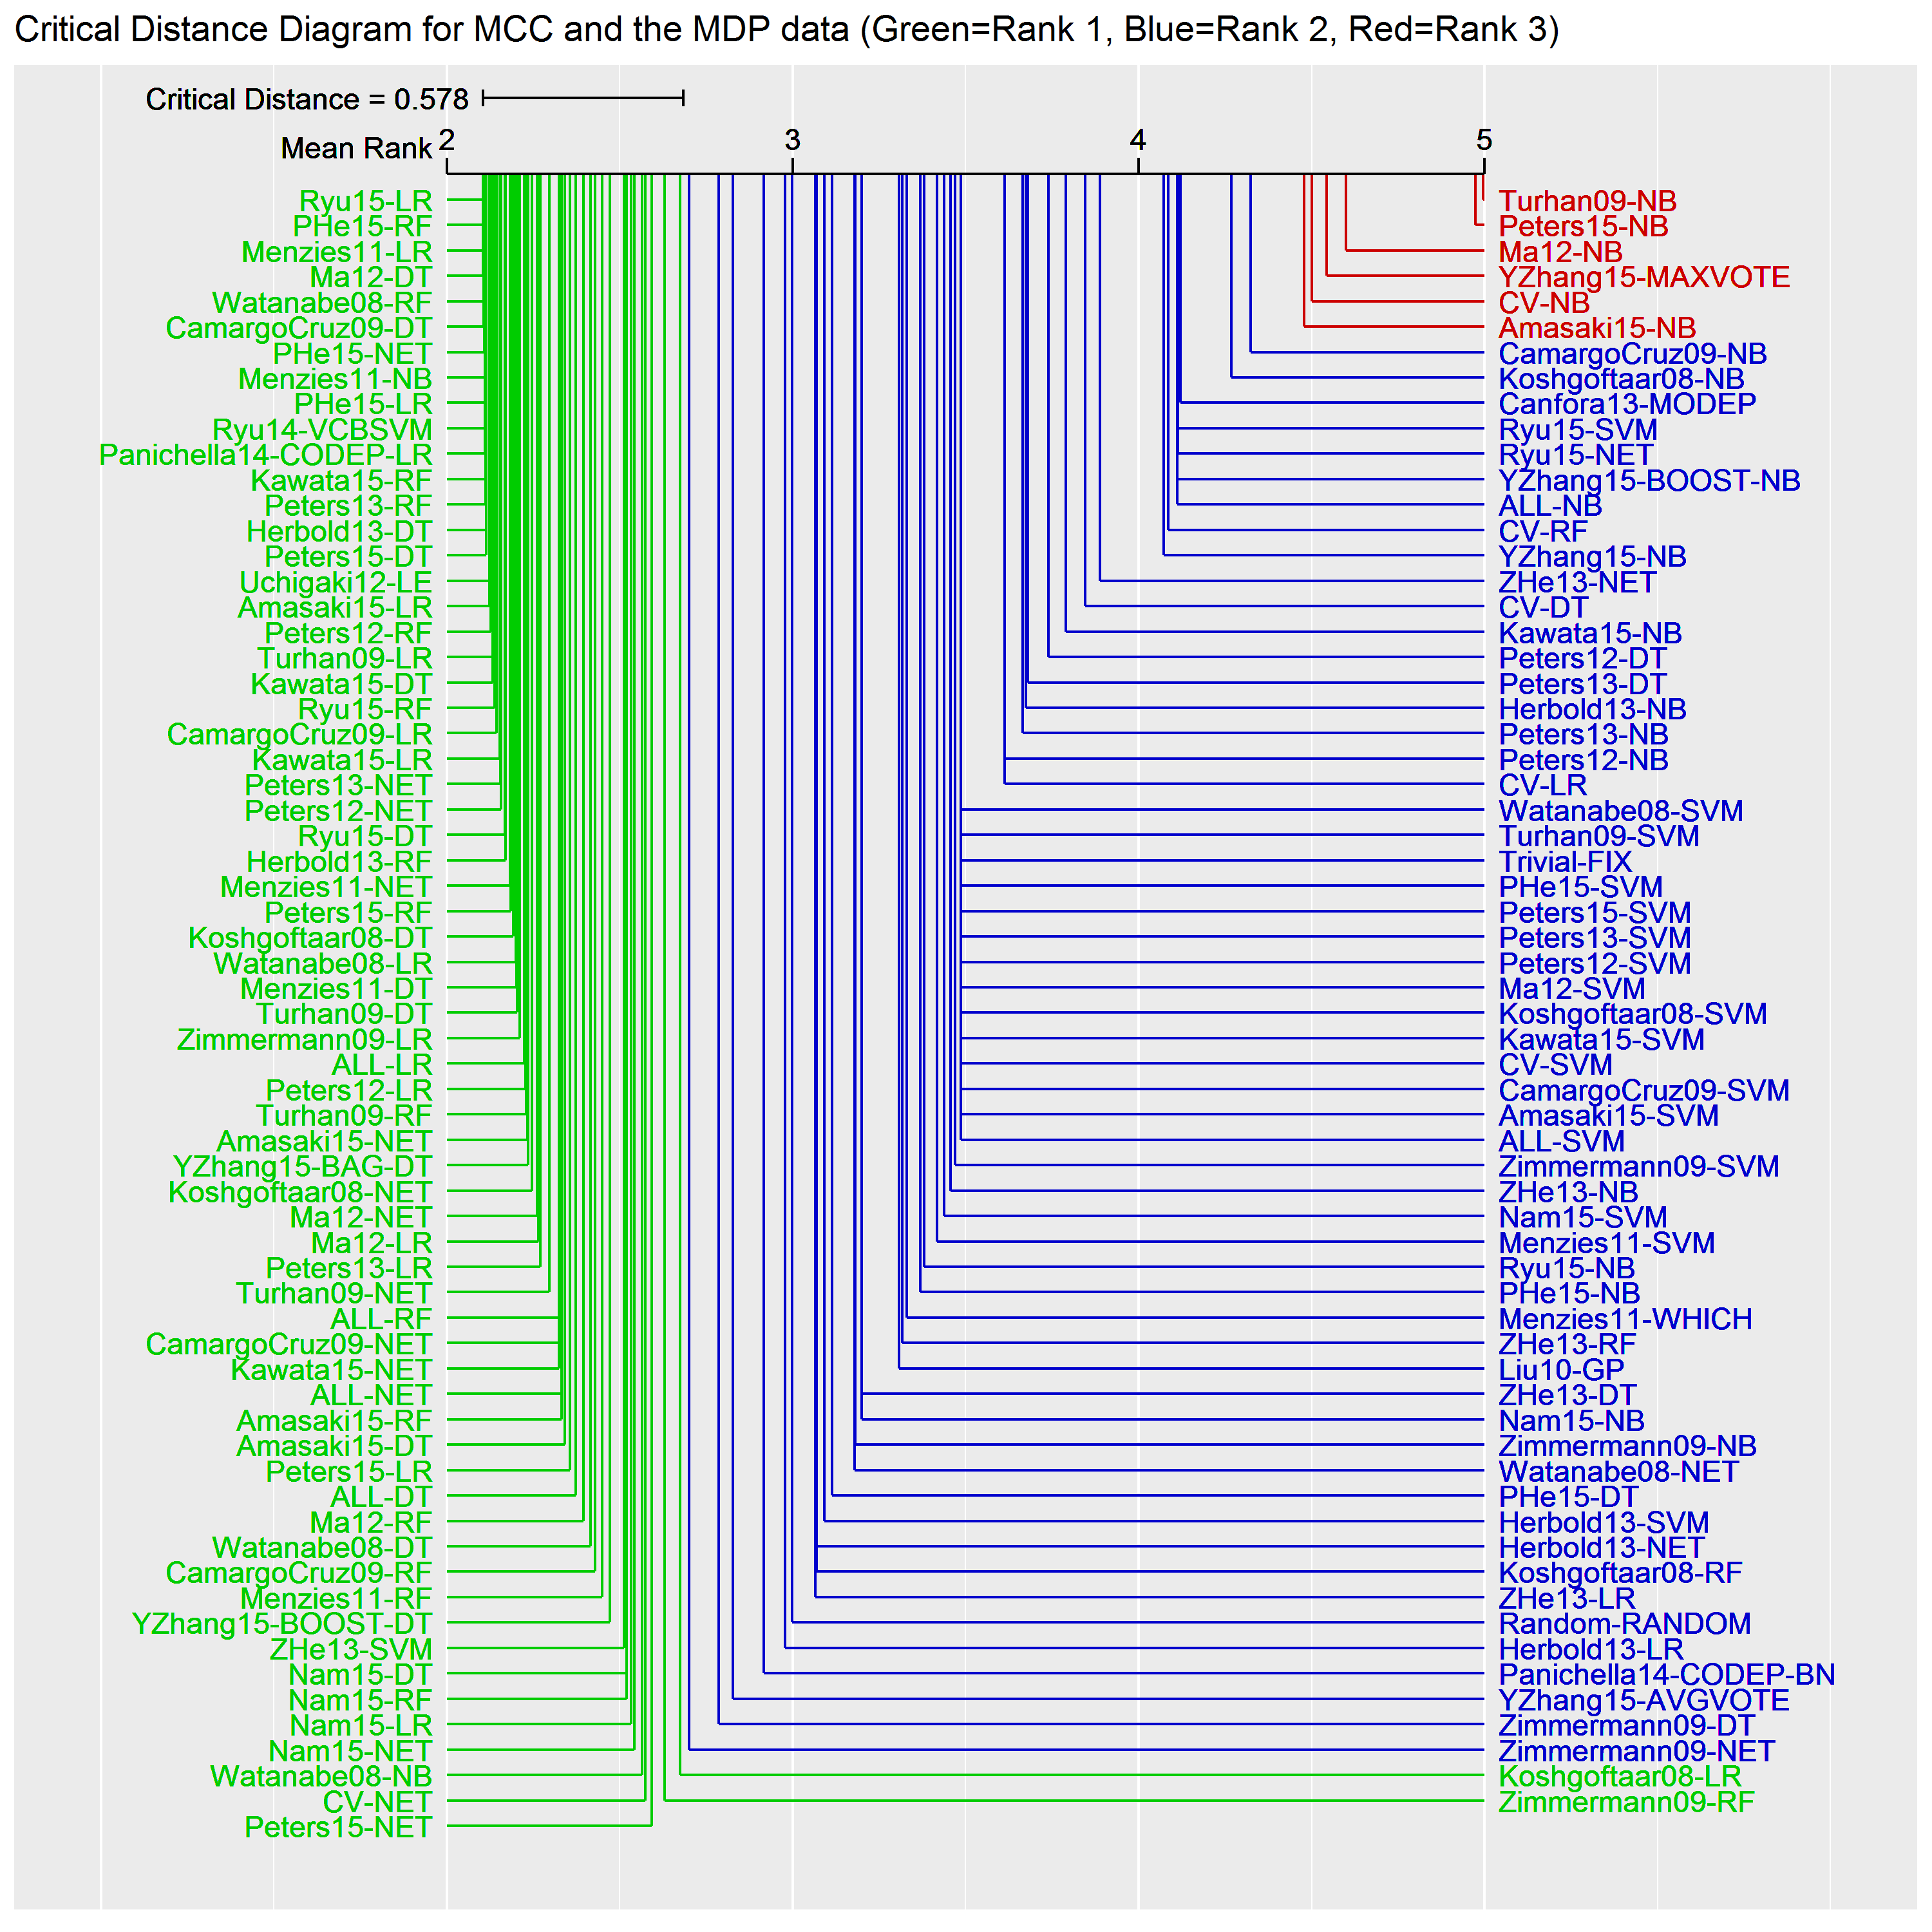 Critical Distance Diagram for MCC and the MDP data (Green=Rank 1, Blue=Rank 2, Red=Rank 3)
Critical Distance = 0.578
Mean Rank
2
3
4
5
Ryu15-LR
PHe15-RF
Menzies11-LR
Ma12-DT
Watanabe08-RF
CamargoCruz09-DT
PHe15-NET
Menzies11-NB
PHe15-LR
Ryu14-VCBSVM
Panichella14-CODEP-LR
Kawata15-RF
Peters13-RF
Herbold13-DT
Peters15-DT
Uchigaki12-LE
Amasaki15-LR
Peters12-RF
Turhan09-LR
Kawata15-DT
Ryu15-RF
CamargoCruz09-LR
Kawata15-LR
Peters13-NET
Peters12-NET
Ryu15-DT
Herbold13-RF
Menzies11-NET
Peters15-RF
Koshgoftaar08-DT
Watanabe08-LR
Menzies11-DT
Turhan09-DT
Zimmermann09-LR
ALL-LR
Peters12-LR
Turhan09-RF
Amasaki15-NET
YZhang15-BAG-DT
Koshgoftaar08-NET
Ma12-NET
Ma12-LR
Peters13-LR
Turhan09-NET
ALL-RF
CamargoCruz09-NET
Kawata15-NET
ALL-NET
Amasaki15-RF
Amasaki15-DT
Peters15-LR
ALL-DT
Ma12-RF
Watanabe08-DT
CamargoCruz09-RF
Menzies11-RF
YZhang15-BOOST-DT
ZHe13-SVM
Nam15-DT
Nam15-RF
Nam15-LR
Nam15-NET
Watanabe08-NB
CV-NET
Peters15-NET
Turhan09-NB
Peters15-NB
Ma12-NB
YZhang15-MAXVOTE
CV-NB
Amasaki15-NB
CamargoCruz09-NB
Koshgoftaar08-NB
Canfora13-MODEP
Ryu15-SVM
Ryu15-NET
YZhang15-BOOST-NB
ALL-NB
CV-RF
YZhang15-NB
ZHe13-NET
CV-DT
Kawata15-NB
Peters12-DT
Peters13-DT
Herbold13-NB
Peters13-NB
Peters12-NB
CV-LR
Watanabe08-SVM
Turhan09-SVM
Trivial-FIX
PHe15-SVM
Peters15-SVM
Peters13-SVM
Peters12-SVM
Ma12-SVM
Koshgoftaar08-SVM
Kawata15-SVM
CV-SVM
CamargoCruz09-SVM
Amasaki15-SVM
ALL-SVM
Zimmermann09-SVM
ZHe13-NB
Nam15-SVM
Menzies11-SVM
Ryu15-NB
PHe15-NB
Menzies11-WHICH
ZHe13-RF
Liu10-GP
ZHe13-DT
Nam15-NB
Zimmermann09-NB
Watanabe08-NET
PHe15-DT
Herbold13-SVM
Herbold13-NET
Koshgoftaar08-RF
ZHe13-LR
Random-RANDOM
Herbold13-LR
Panichella14-CODEP-BN
YZhang15-AVGVOTE
Zimmermann09-DT
Zimmermann09-NET
Koshgoftaar08-LR
Zimmermann09-RF